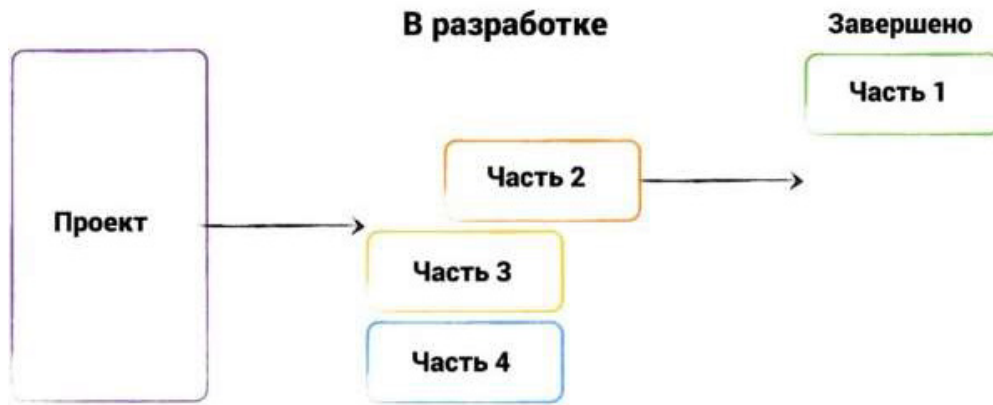 В разработке
Завершено
Часть 1
Часть 2
Проект
Часть 3
Часть 4